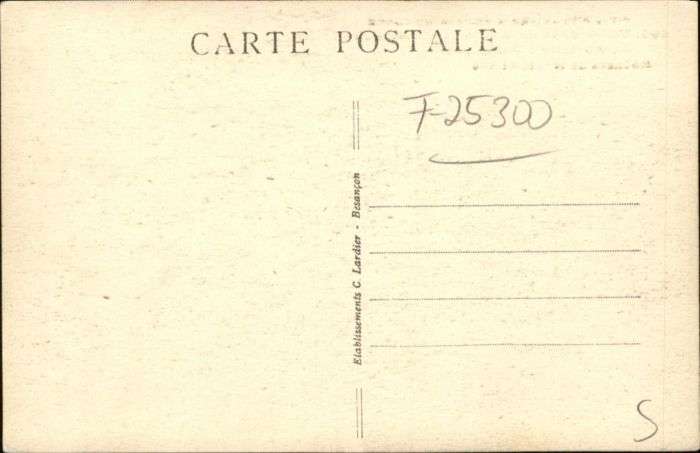 CARTE POSTALE
F-25300
Etablissements C. Lardier - Besançon
S